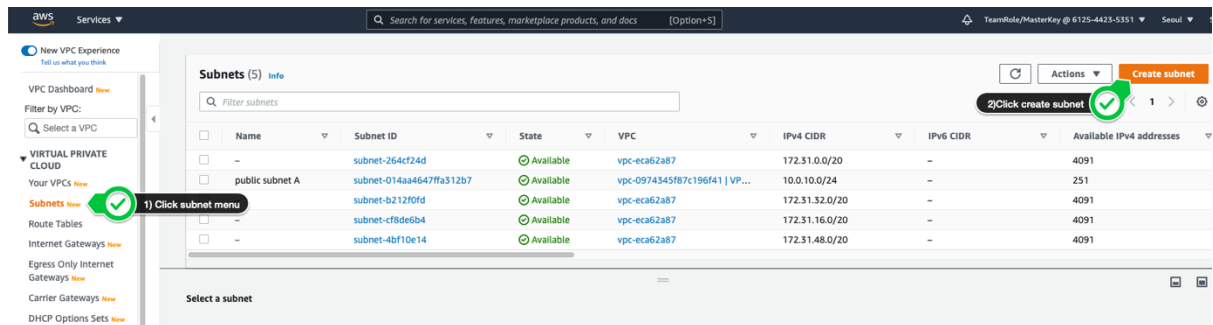 aws Services ▼ Search for services, features, marketplace products, and docs [Option+S] TeamRole/MasterKey @ 6125-4423-5351 ▼ Seoul ▼
New VPC Experience
Tell us what you think
VPC Dashboard New
Filter by VPC:
Select a VPC
VIRTUAL PRIVATE
CLOUD
Your VPCs New
Subnets New
Route Tables
Internet Gateways New
Egress Only Internet
Gateways New
Carrier Gateways New
DHCP Options Sets New
1) Click subnet menu
Subnets (5) Info
Actions ▼ Create subnet
Filter subnets
2)Click create subnet
1
Name Subnet ID State VPC IPv4 CIDR IPv6 CIDR Available IPv4 addresses
– subnet-264cf24d Available vpc-eca62a87 172.31.0.0/20 – 4091
public subnet A subnet-014aa4647ffa312b7 Available vpc-0974345f87c196f41 | VP... 10.0.10.0/24 – 251
subnet-b212f0fd Available vpc-eca62a87 172.31.32.0/20 – 4091
– subnet-cf8de6b4 Available vpc-eca62a87 172.31.16.0/20 – 4091
– subnet-4bf10e14 Available vpc-eca62a87 172.31.48.0/20 – 4091
Select a subnet